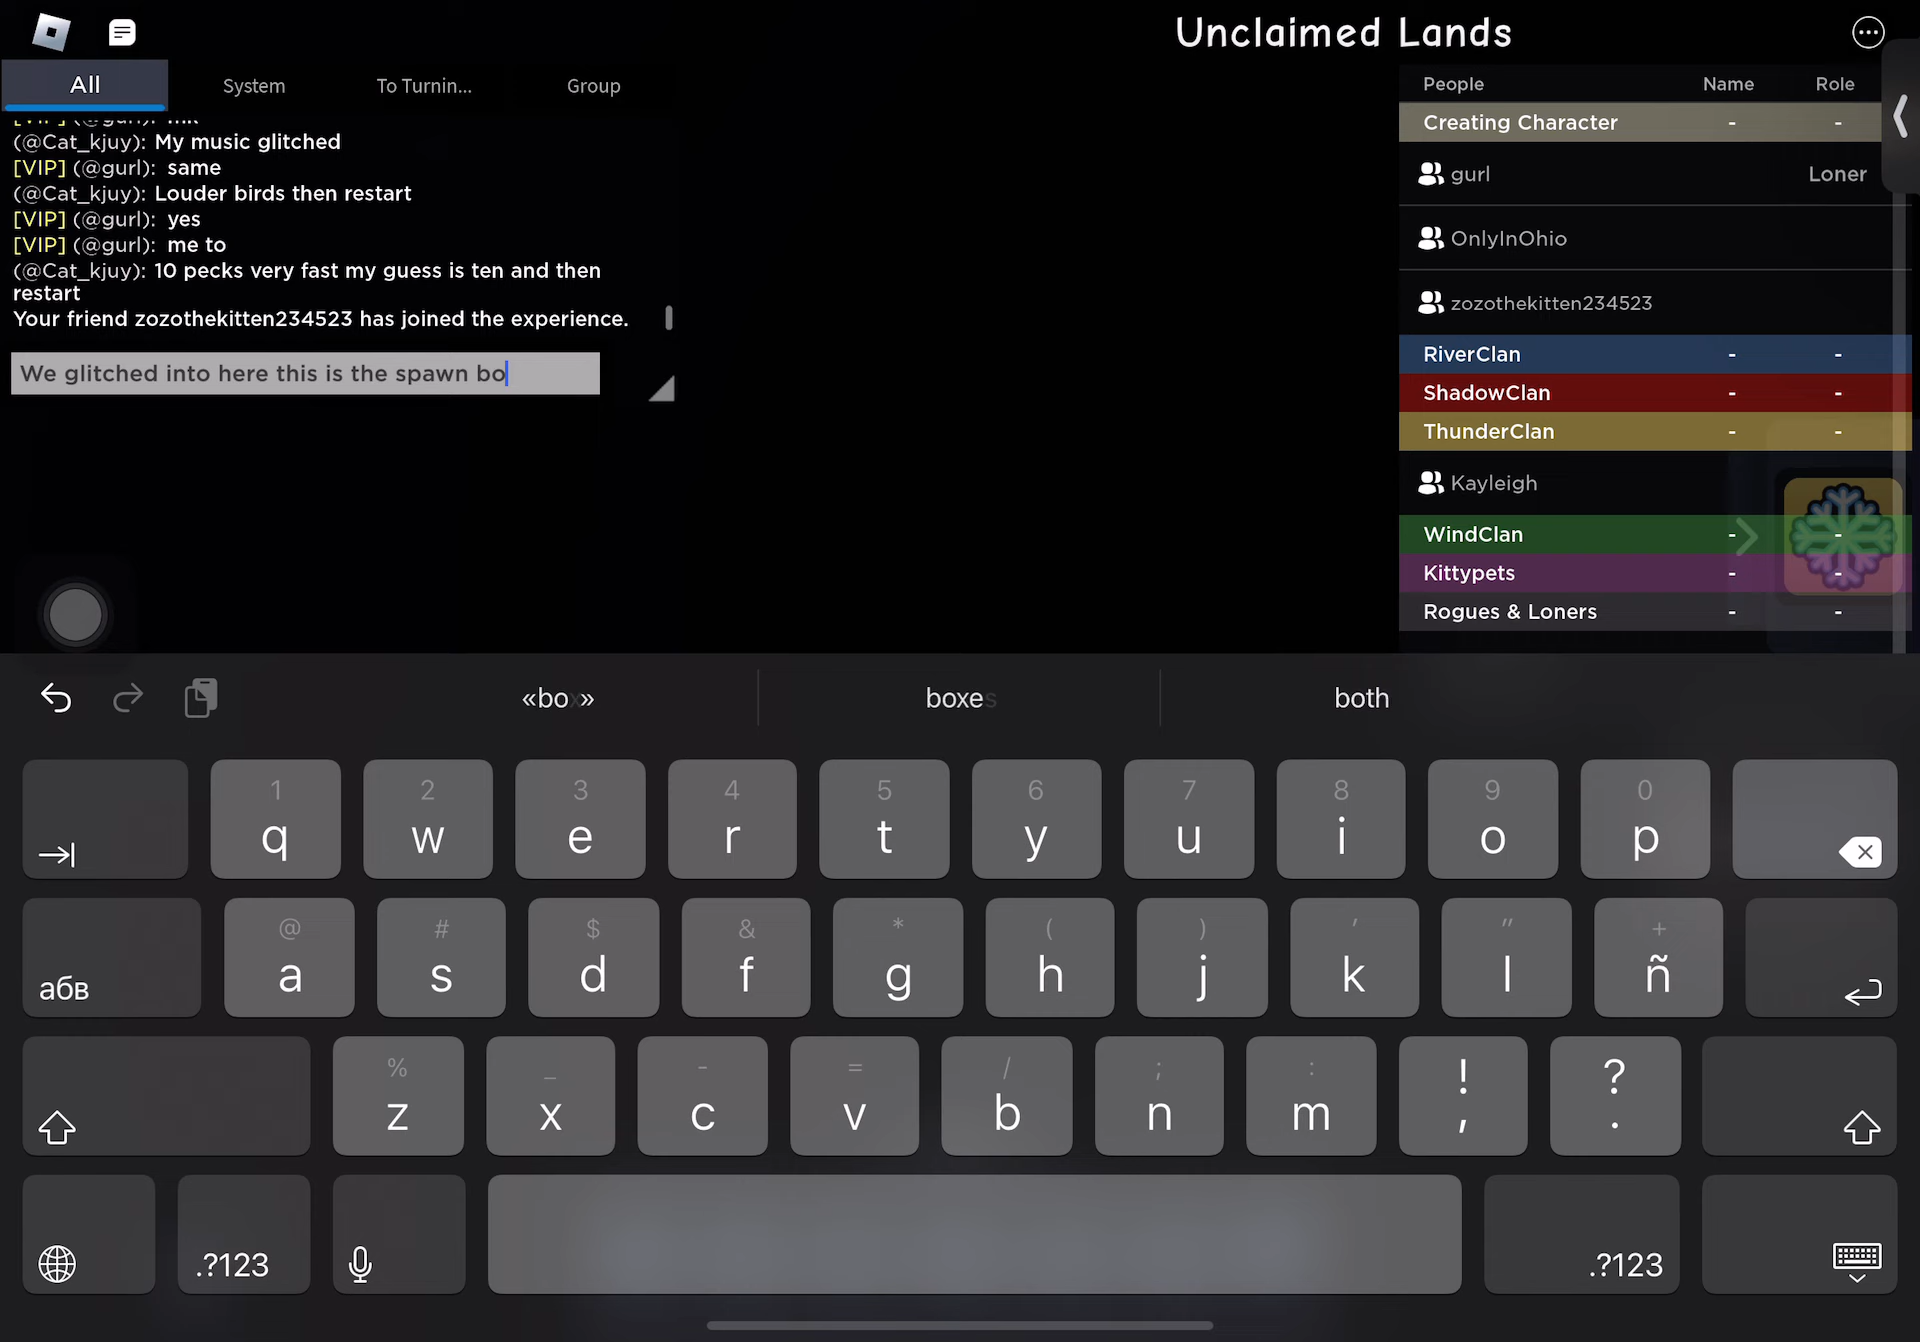 Unclaimed Lands
All
System
To Turnin...
Group
(@Cat_kjuy): My music glitched
[VIP] (@gurl): same
(@Cat_kjuy): Louder birds then restart
[VIP] (@gurl): yes
[VIP] (@gurl): me to
(@Cat_kjuy): 10 pecks very fast my guess is ten and then
restart
Your friend zozothekitten234523 has joined the experience.
We glitched into here this is the spawn bo
People Name Role
Creating Character - -
gurl Loner
OnlyInOhio
zozothekitten234523
RiverClan - -
ShadowClan - -
ThunderClan - -
Kayleigh
WindClan - -
Kittypets - -
Rogues & Loners - -
«box» boxes both
1 2 3 4 5 6 7 8 9 0
q w e r t y u i o p
@ # $ & * ( ) ' " +
абв a s d f g h j k l ñ
% _ - = / ; : ! ?
z x c v b n m , .
.?123 .?123